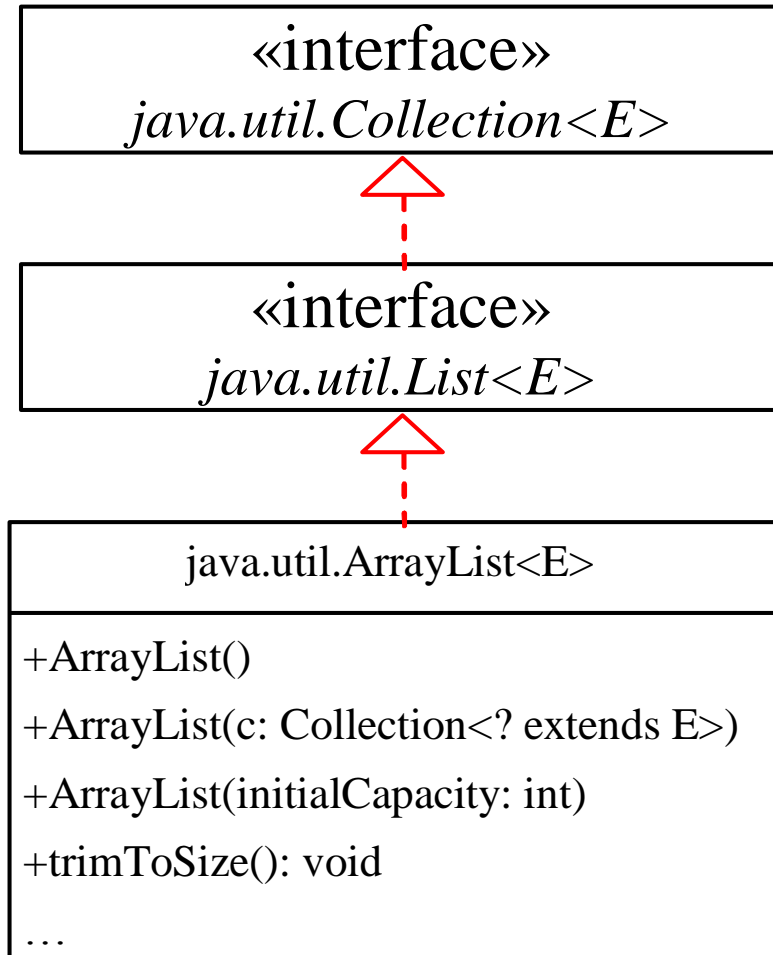 «interface»
java.util.Collection<E>
«interface»
java.util.List<E>
java.util.ArrayList<E>
+ArrayList()
+ArrayList(c: Collection<? extends E>)
+ArrayList(initialCapacity: int)
+trimToSize(): void
…